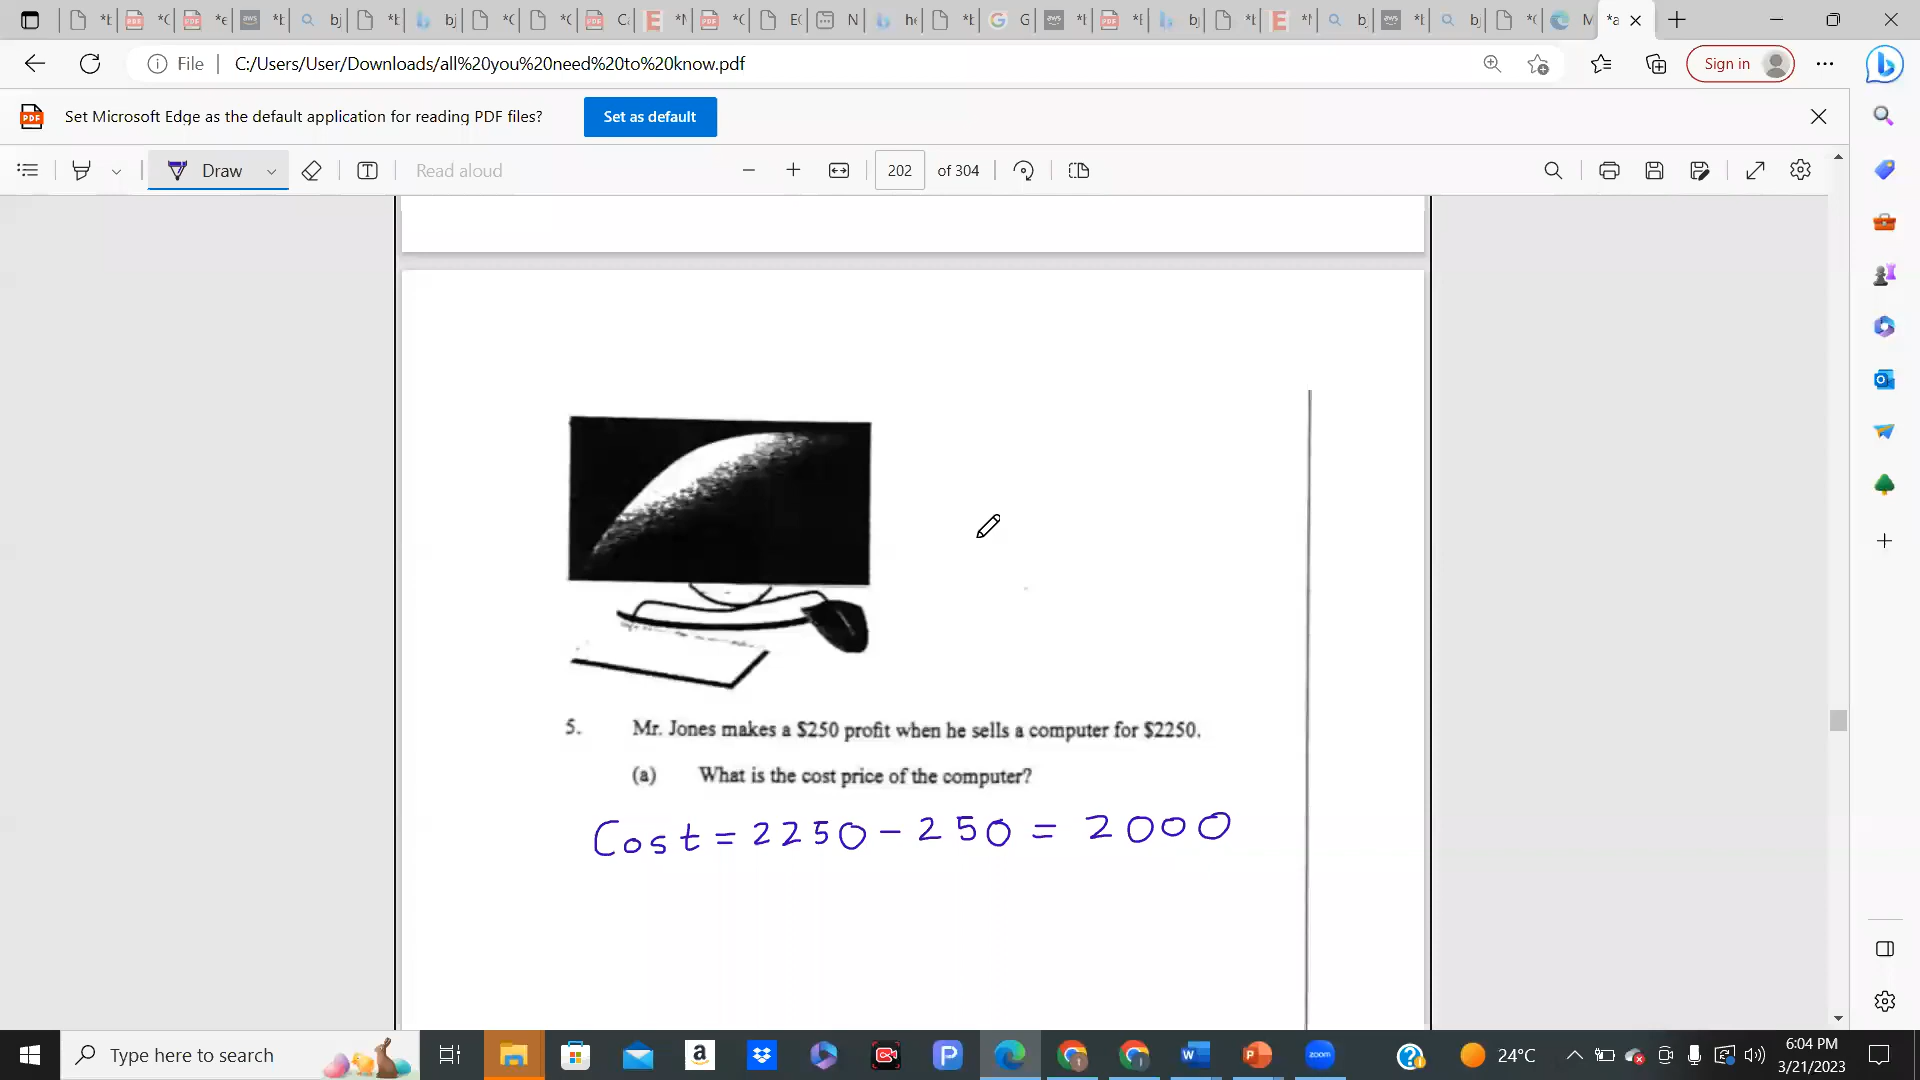 File
C:/Users/User/Downloads/all%20you%20need%20to%20know.pdf
Sign in
Set Microsoft Edge as the default application for reading PDF files?
Set as default
Draw
Read aloud
202
of 304
5. Mr. Jones makes a $250 profit when he sells a computer for $2250.
(a) What is the cost price of the computer?
Cost = 2250 - 250 = 2000
Type here to search
zoom
24°C
6:04 PM
3/21/2023